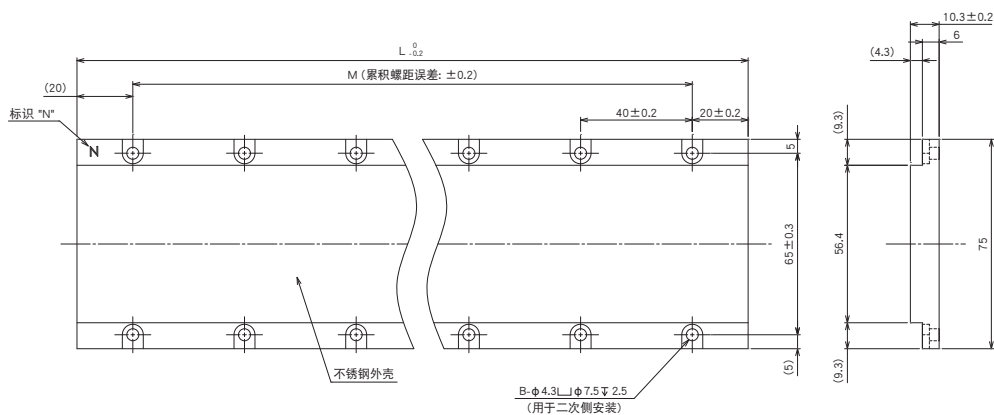 10.3±0.2
L 0 -0.2
6
(4.3)
M (累积螺距误差: ±0.2)
(20)
标识 "N"
40±0.2
20±0.2
(9.3)
N
5
65±0.3
56.4
75
不锈钢外壳
(5)
(9.3)
B-ϕ4.3⌴ϕ7.5↧2.5
(用于二次侧安装)